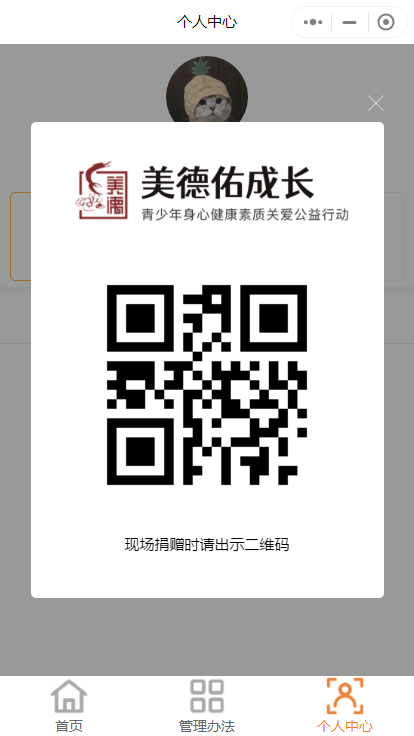 个人中心
美德佑成长
青少年身心健康素质关爱公益行动
现场捐赠时请出示二维码
首页
管理办法
个人中心